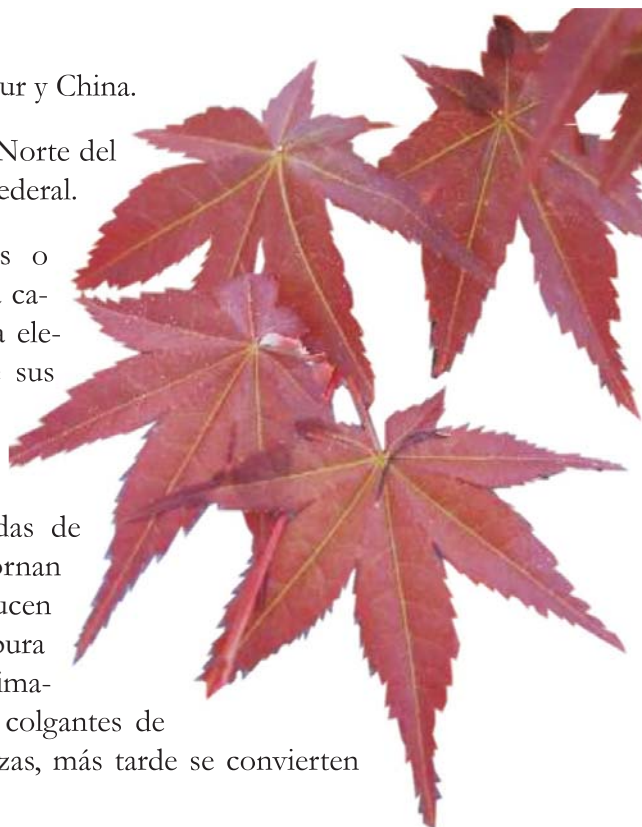 ur y China.
Norte del
ederal.
s o
ca-
a ele-
sus
das de
ornan
ucen
pura
ima-
colgantes de
zas, más tarde se convierten